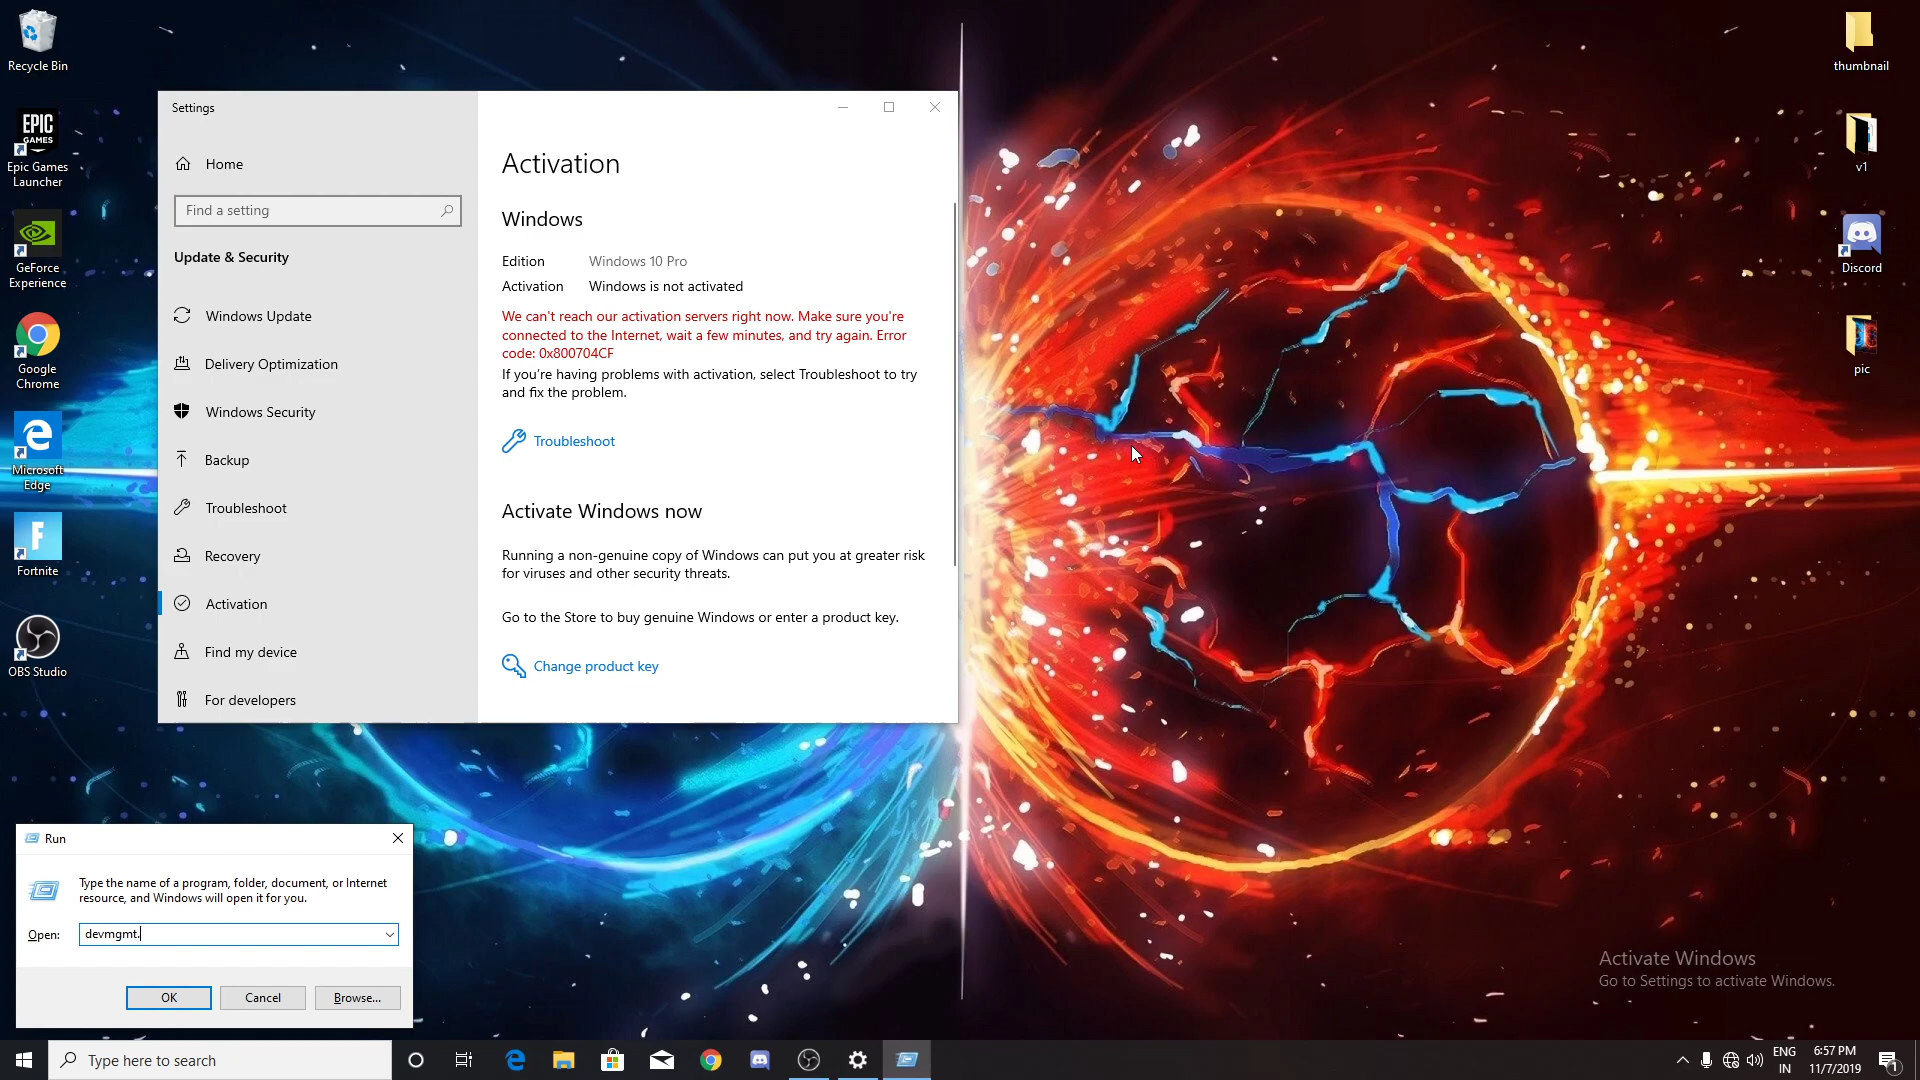 Recycle Bin
EPIC
GAMES
Epic Games
Launcher
GeForce
Experience
Google
Chrome
Microsoft
Edge
Fortnite
OBS Studio
thumbnail
v1
Discord
pic
Settings
Home
Find a setting
Update & Security
Windows Update
Delivery Optimization
Windows Security
Backup
Troubleshoot
Recovery
Activation
Find my device
For developers
Activation
Windows
Edition Windows 10 Pro
Activation Windows is not activated
We can't reach our activation servers right now. Make sure you're
connected to the Internet, wait a few minutes, and try again. Error
code: 0x800704CF
If you're having problems with activation, select Troubleshoot to try
and fix the problem.
Troubleshoot
Activate Windows now
Running a non-genuine copy of Windows can put you at greater risk
for viruses and other security threats.
Go to the Store to buy genuine Windows or enter a product key.
Change product key
Run
Type the name of a program, folder, document, or Internet
resource, and Windows will open it for you.
Open: devmgmt.
OK Cancel Browse...
Activate Windows
Go to Settings to activate Windows.
Type here to search
ENG
IN
6:57 PM
11/7/2019
1